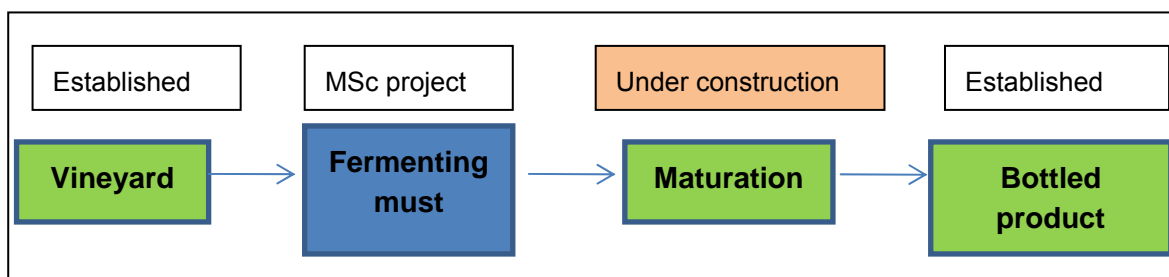 Established
MSc project
Under construction
Established
Vineyard
Fermenting
must
Maturation
Bottled
product